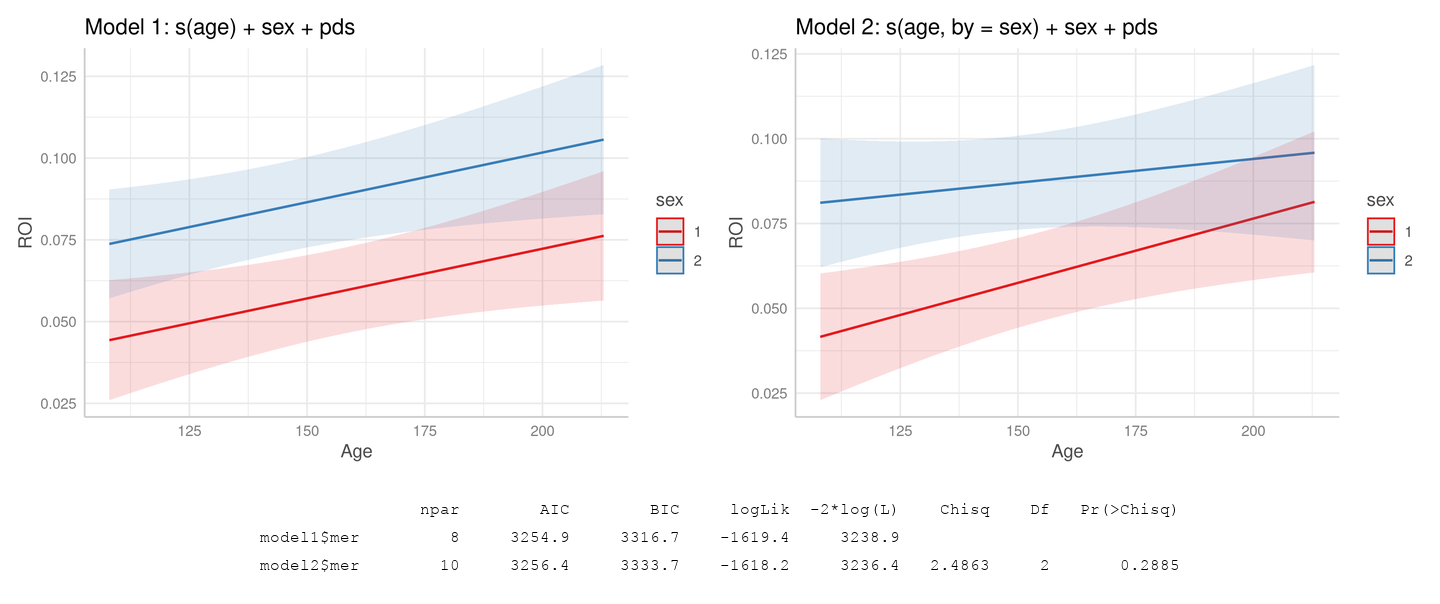 Model 1: s(age) + sex + pds
0.125
0.100
0.075
0.050
0.025
ROI
125 150 175 200
Age
sex
1
2
Model 2: s(age, by = sex) + sex + pds
0.125
0.100
0.075
0.050
0.025
ROI
125 150 175 200
Age
sex
1
2
npar AIC BIC logLik -2*log(L) Chisq Df Pr(>Chisq)
model1$mer 8 3254.9 3316.7 -1619.4 3238.9
model2$mer 10 3256.4 3333.7 -1618.2 3236.4 2.4863 2 0.2885